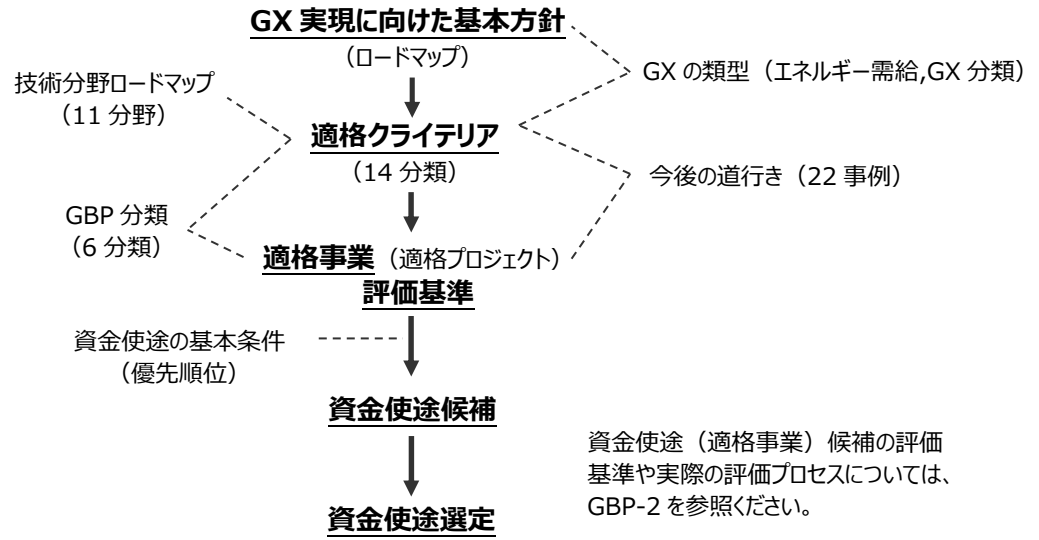 GX 実現に向けた基本方針
（ロードマップ）
GX の類型（エネルギー需給,GX 分類）
技術分野ロードマップ
（11 分野）
適格クライテリア
（14 分類）
今後の道行き（22 事例）
GBP 分類
（6 分類）
適格事業（適格プロジェクト）
評価基準
資金使途の基本条件
（優先順位）
資金使途候補
資金使途（適格事業）候補の評価
基準や実際の評価プロセスについては、
GBP-2 を参照ください。
資金使途選定